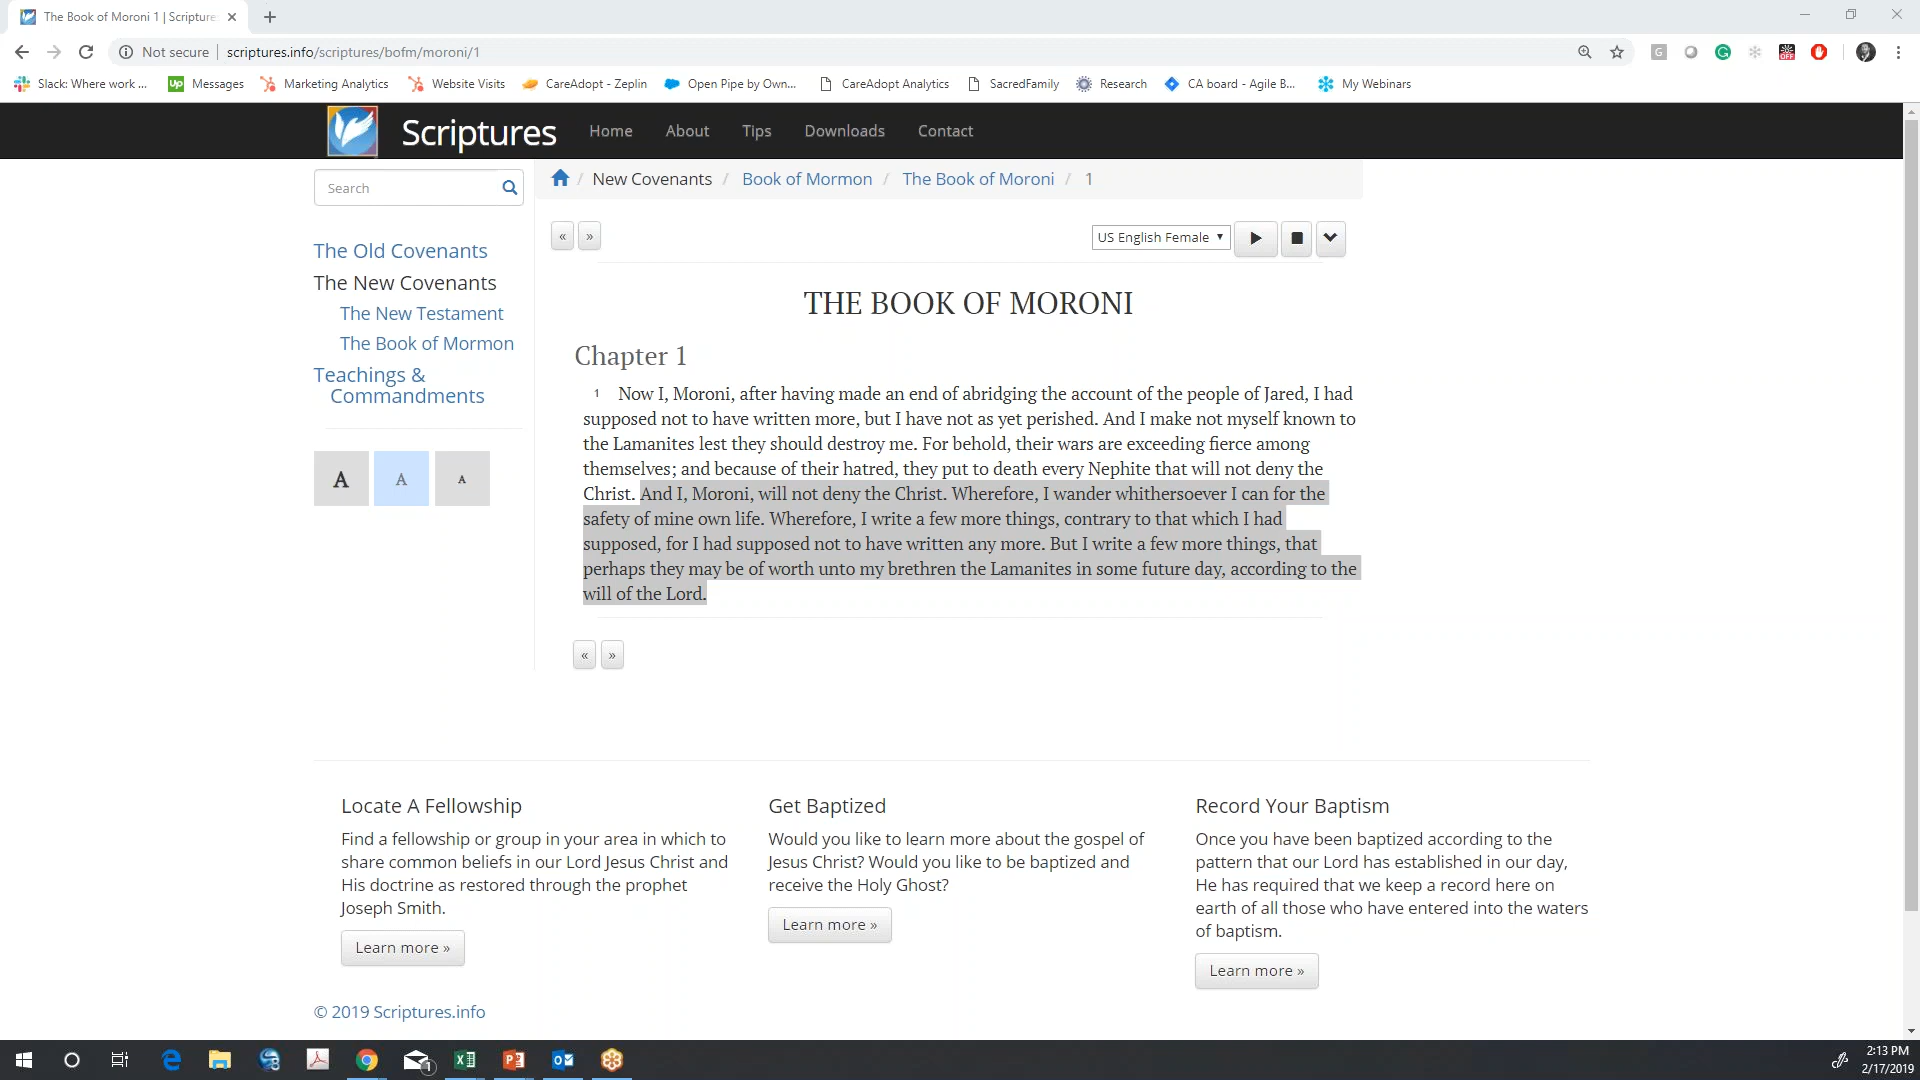 The Book of Moroni 1 | Scriptures
Not secure | scriptures.info/scriptures/bofm/moroni/1
Slack: Where work ... Messages Marketing Analytics Website Visits CareAdopt - Zeplin Open Pipe by Own... CareAdopt Analytics SacredFamily Research CA board - Agile B... My Webinars
Scriptures Home About Tips Downloads Contact
Search
/ New Covenants / Book of Mormon / The Book of Moroni / 1
« »
US English Female
The Old Covenants
The New Covenants
The New Testament
The Book of Mormon
Teachings &
Commandments
A A A
THE BOOK OF MORONI
Chapter 1
1 Now I, Moroni, after having made an end of abridging the account of the people of Jared, I had
supposed not to have written more, but I have not as yet perished. And I make not myself known to
the Lamanites lest they should destroy me. For behold, their wars are exceeding fierce among
themselves; and because of their hatred, they put to death every Nephite that will not deny the
Christ. And I, Moroni, will not deny the Christ. Wherefore, I wander whithersoever I can for the
safety of mine own life. Wherefore, I write a few more things, contrary to that which I had
supposed, for I had supposed not to have written any more. But I write a few more things, that
perhaps they may be of worth unto my brethren the Lamanites in some future day, according to the
will of the Lord.
« »
Locate A Fellowship
Find a fellowship or group in your area in which to
share common beliefs in our Lord Jesus Christ and
His doctrine as restored through the prophet
Joseph Smith.
Learn more »
Get Baptized
Would you like to learn more about the gospel of
Jesus Christ? Would you like to be baptized and
receive the Holy Ghost?
Learn more »
Record Your Baptism
Once you have been baptized according to the
pattern that our Lord has established in our day,
He has required that we keep a record here on
earth of all those who have entered into the waters
of baptism.
Learn more »
© 2019 Scriptures.info
2:13 PM
2/17/2019